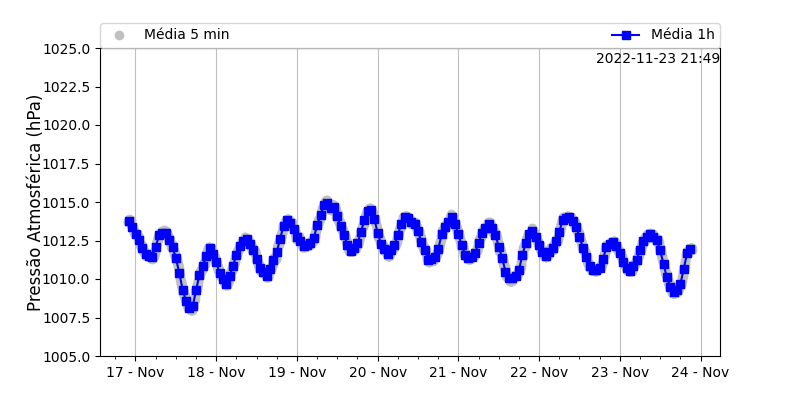 Média 5 min
Média 1h
2022-11-23 21:49
Pressão Atmosférica (hPa)
1025.0
1022.5
1020.0
1017.5
1015.0
1012.5
1010.0
1007.5
1005.0
17 - Nov
18 - Nov
19 - Nov
20 - Nov
21 - Nov
22 - Nov
23 - Nov
24 - Nov